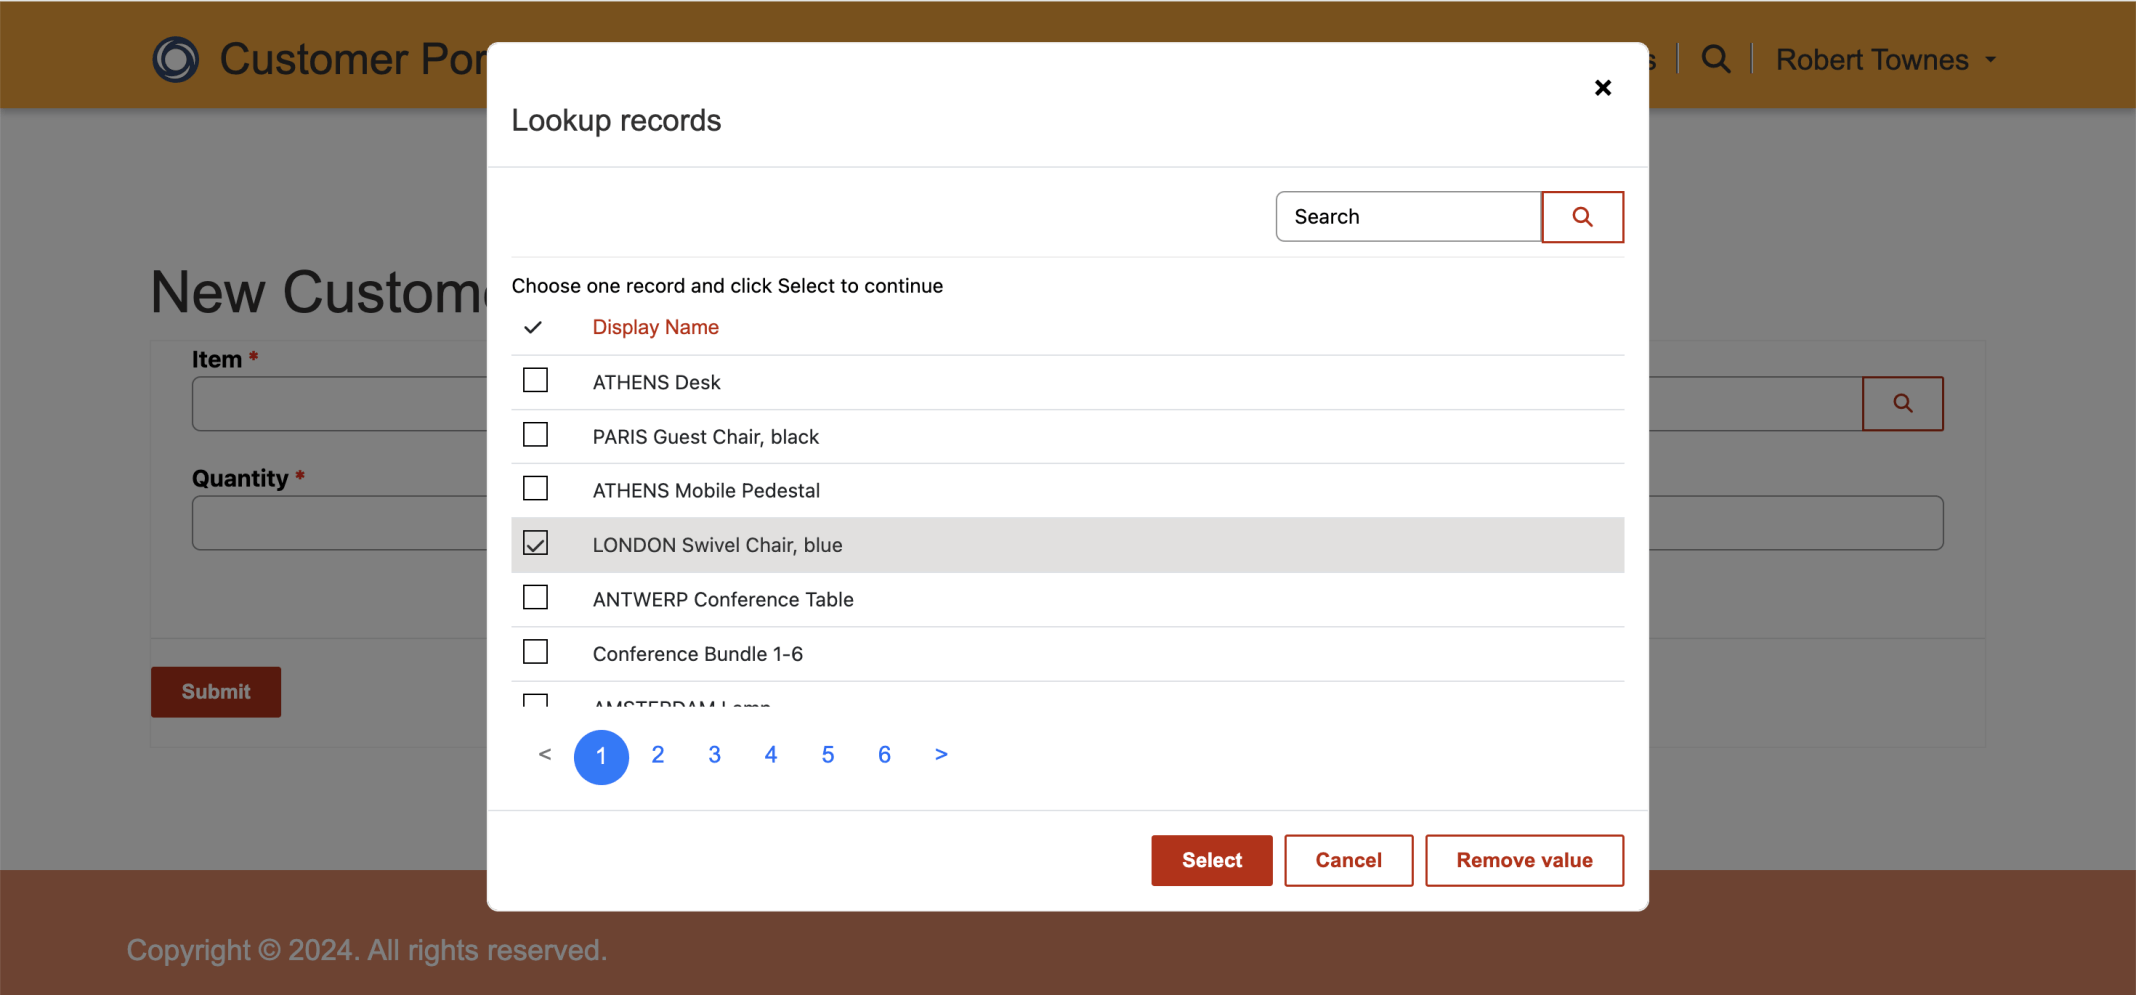 Customer Por
s
Robert Townes
Lookup records
Search
Choose one record and click Select to continue
Display Name
ATHENS Desk
PARIS Guest Chair, black
ATHENS Mobile Pedestal
LONDON Swivel Chair, blue
ANTWERP Conference Table
Conference Bundle 1-6
AMSTERDAM Lamp
< 1 2 3 4 5 6 >
Select
Cancel
Remove value
New Custom
Item *
Quantity *
Submit
Copyright © 2024. All rights reserved.